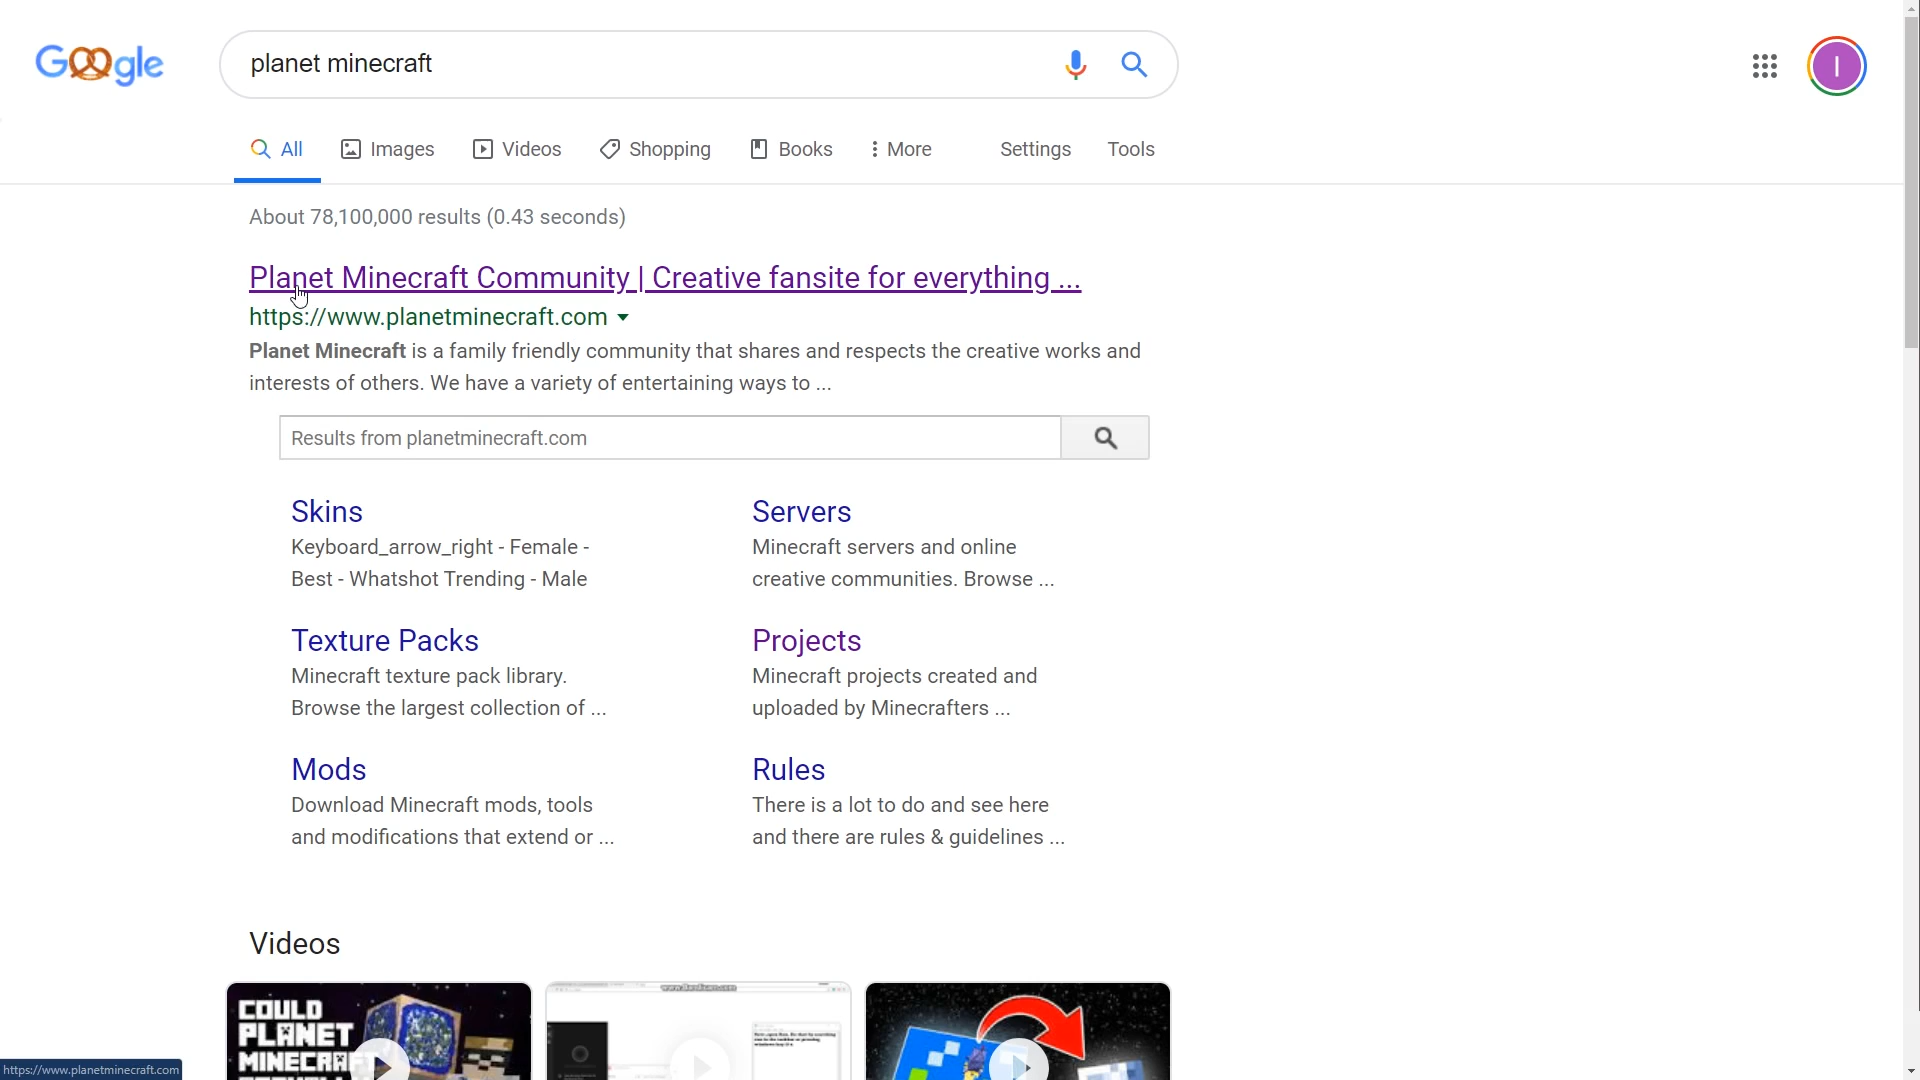 Google
planet minecraft
I
All
Images
Videos
Shopping
Books
More
Settings
Tools
About 78,100,000 results (0.43 seconds)
Planet Minecraft Community | Creative fansite for everything ...
https://www.planetminecraft.com
Planet Minecraft is a family friendly community that shares and respects the creative works and
interests of others. We have a variety of entertaining ways to ...
Results from planetminecraft.com
Skins
Keyboard_arrow_right - Female -
Best - Whatshot Trending - Male
Servers
Minecraft servers and online
creative communities. Browse ...
Texture Packs
Minecraft texture pack library.
Browse the largest collection of ...
Projects
Minecraft projects created and
uploaded by Minecrafters ...
Mods
Download Minecraft mods, tools
and modifications that extend or ...
Rules
There is a lot to do and see here
and there are rules & guidelines ...
Videos
COULD
PLANET
MINECRAFT
https://www.planetminecraft.com